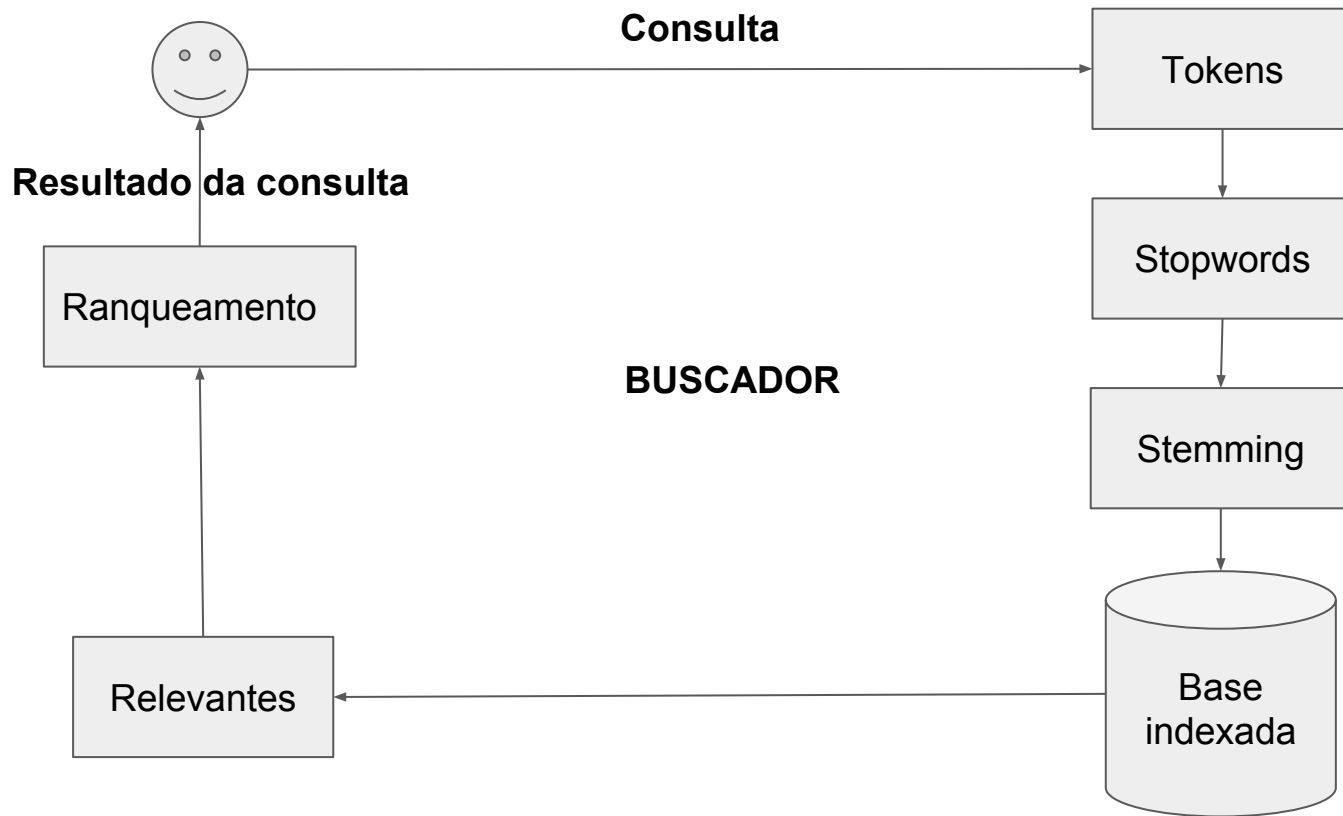 Consulta
Tokens
Resultado da consulta
Stopwords
Ranqueamento
BUSCADOR
Stemming
Relevantes
Base
indexada